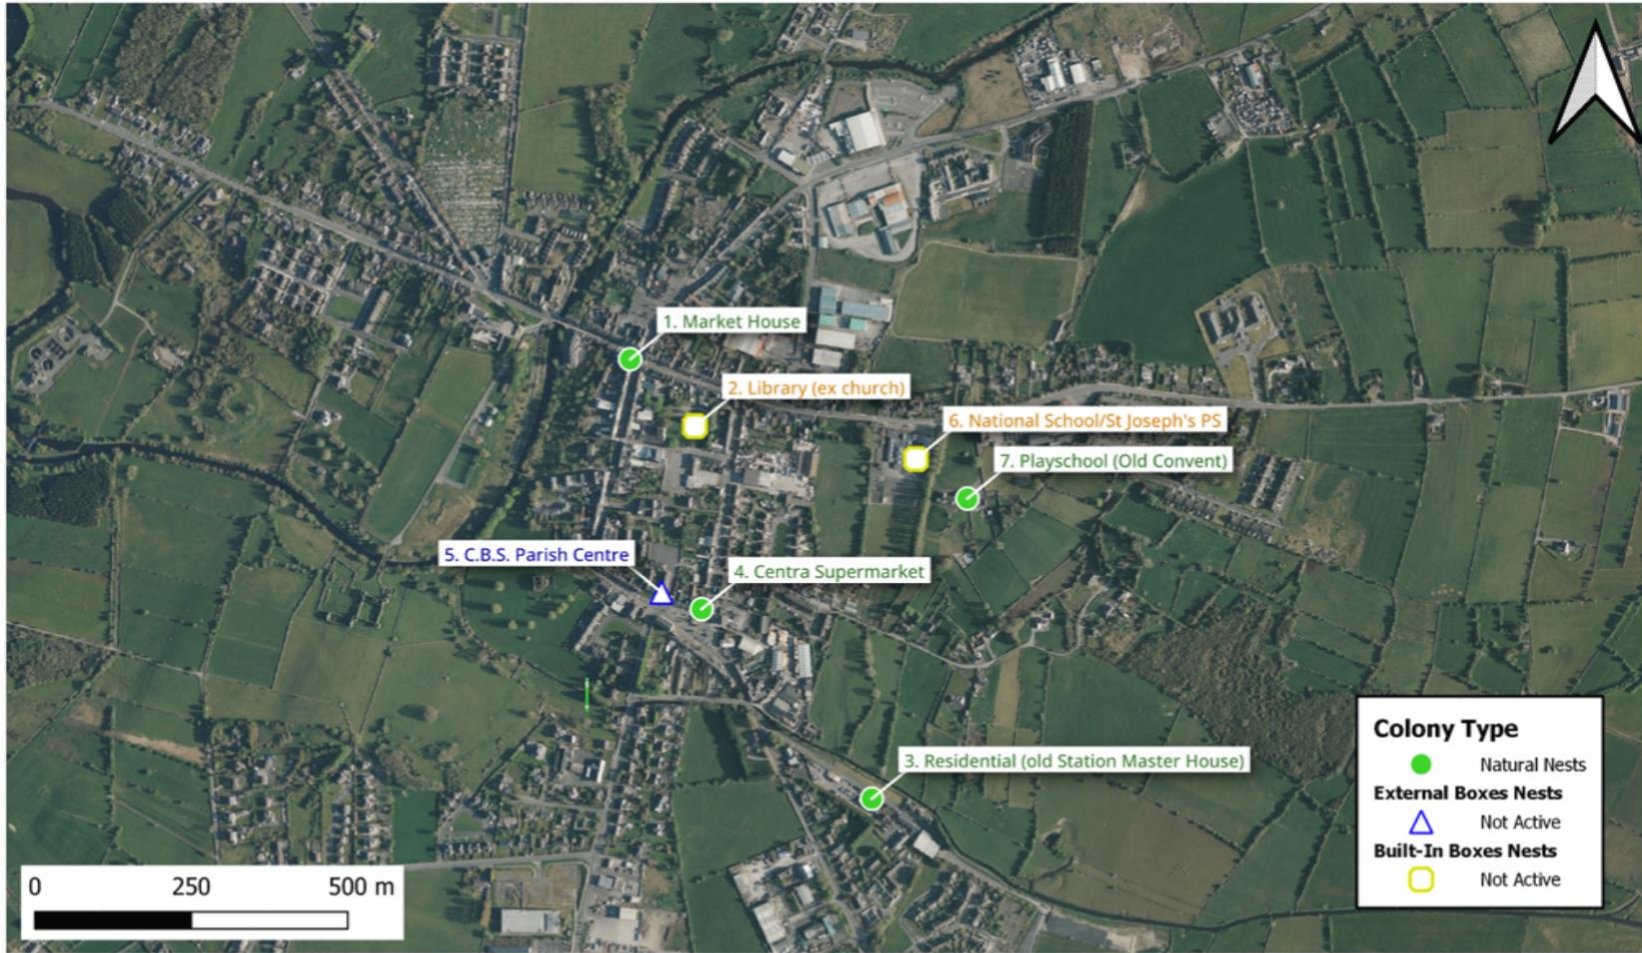 1. Market House
2. Library (ex church)
6. National School/St Joseph's PS
7. Playschool (Old Convent)
5. C.B.S. Parish Centre
4. Centra Supermarket
3. Residential (old Station Master House)
Colony Type
Natural Nests
External Boxes Nests
Not Active
Built-In Boxes Nests
Not Active
0 250 500 m